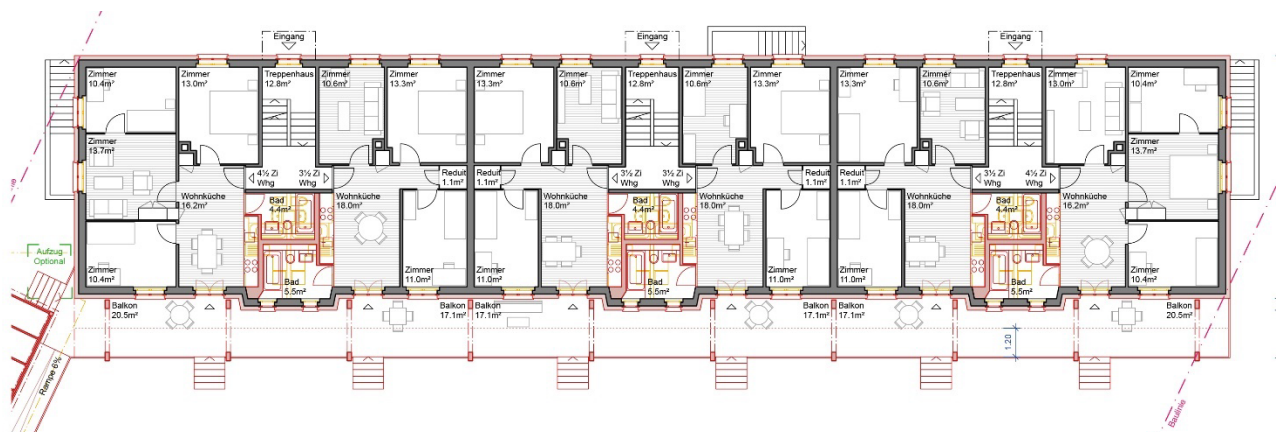 Eingang
Eingang
Eingang
Zimmer
10.4m²
Zimmer
13.0m²
Treppenhaus
12.8m²
Zimmer
10.6m²
Zimmer
13.3m²
Zimmer
13.3m²
Zimmer
10.6m²
Treppenhaus
12.8m²
Zimmer
10.6m²
Zimmer
13.3m²
Zimmer
13.3m²
Zimmer
10.6m²
Treppenhaus
12.8m²
Zimmer
13.0m²
Zimmer
10.4m²
Zimmer
13.7m²
Zimmer
13.7m²
4½ Zi
Whg
3½ Zi
Whg
Reduit
1.1m²
Reduit
1.1m²
3½ Zi
Whg
3½ Zi
Whg
Reduit
1.1m²
Reduit
1.1m²
3½ Zi
Whg
4½ Zi
Whg
Wohnküche
16.2m²
Bad
4.4m²
Wohnküche
18.0m²
Wohnküche
18.0m²
Bad
4.4m²
Wohnküche
18.0m²
Wohnküche
18.0m²
Bad
4.4m²
Wohnküche
16.2m²
Aufzug
Optional
Zimmer
10.4m²
Bad
5.5m²
Zimmer
11.0m²
Zimmer
11.0m²
Bad
5.5m²
Zimmer
11.0m²
Zimmer
11.0m²
Bad
5.5m²
Zimmer
10.4m²
Balkon
20.5m²
Balkon
17.1m²
Balkon
17.1m²
Balkon
17.1m²
Balkon
17.1m²
Balkon
20.5m²
1.20
Rampe 6%
Baulinie